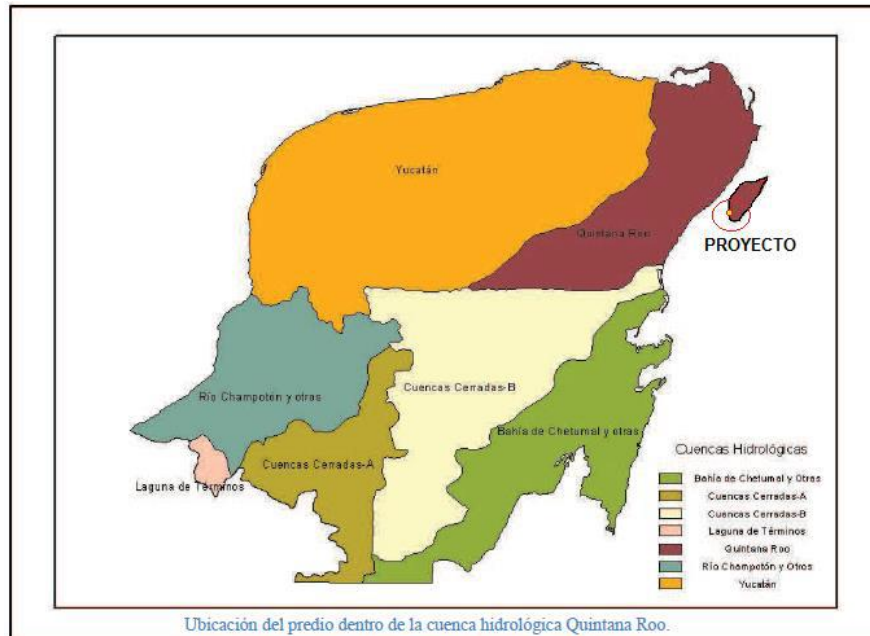 Yucatán
Quintana Roo
PROYECTO
Cuencas Cerradas-B
Río Champotón y otros
Bahía de Chetumal y otras
Cuencas Cerradas-A
Laguna de Términos
Cuencas Hidrológicas
Bahía de Chetumal y Otras
Cuencas Cerradas-A
Cuencas Cerradas-B
Laguna de Términos
Quintana Roo
Río Champotón y Otros
Yucatán
Ubicación del predio dentro de la cuenca hidrológica Quintana Roo.